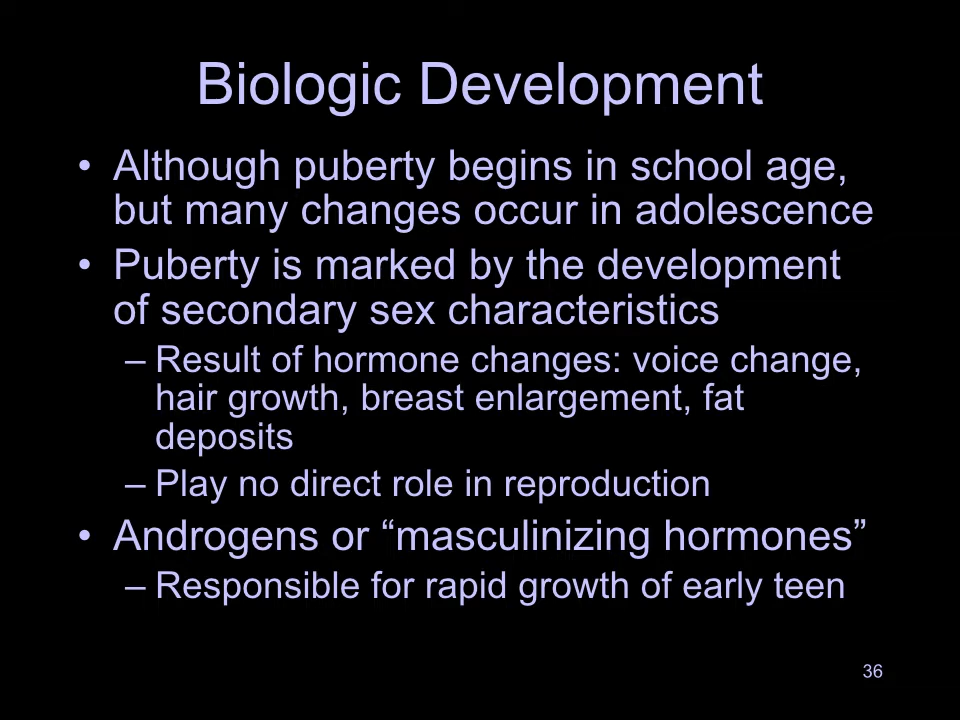 Biologic Development
• Although puberty begins in school age,
but many changes occur in adolescence
• Puberty is marked by the development
of secondary sex characteristics
– Result of hormone changes: voice change,
hair growth, breast enlargement, fat
deposits
– Play no direct role in reproduction
• Androgens or “masculinizing hormones”
– Responsible for rapid growth of early teen
36